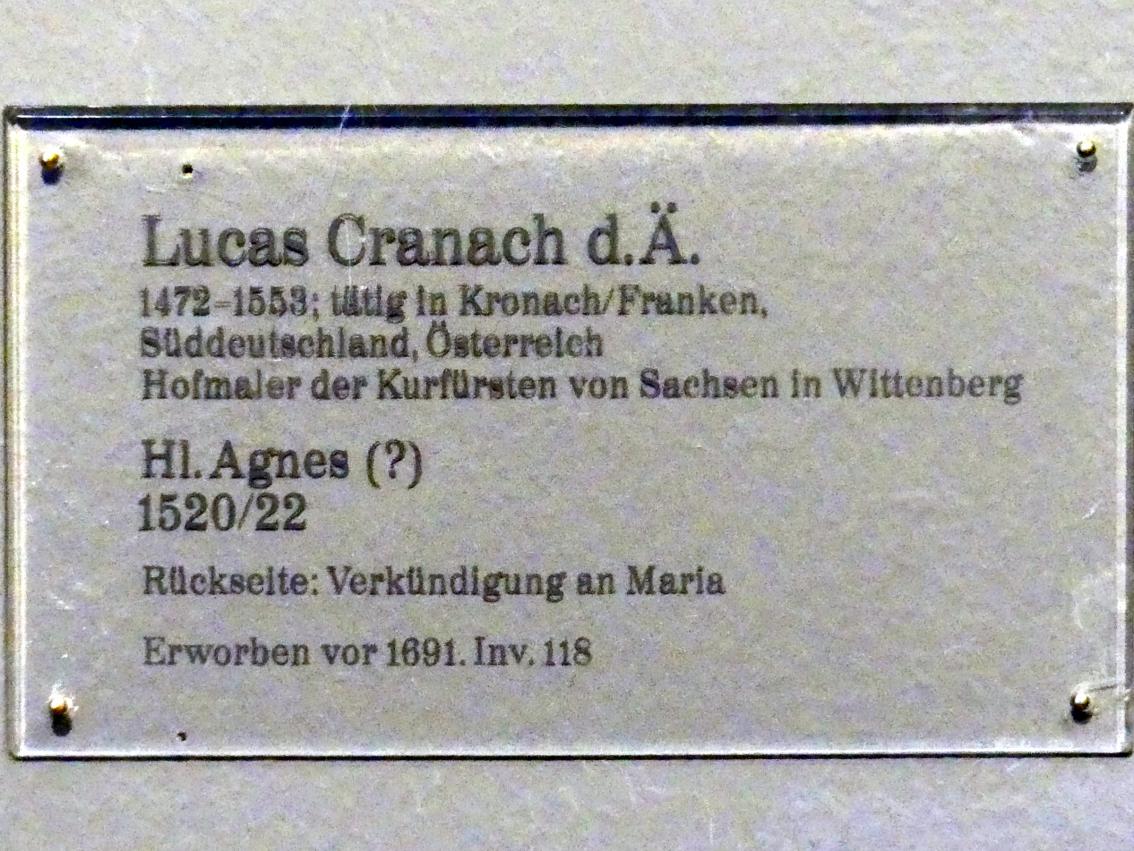 Lucas Cranach d.Ä.
1472–1553; tätig in Kronach/Franken,
Süddeutschland, Österreich
Hofmaler der Kurfürsten von Sachsen in Wittenberg
Hl. Agnes (?)
1520/22
Rückseite: Verkündigung an Maria
Erworben vor 1691. Inv. 118